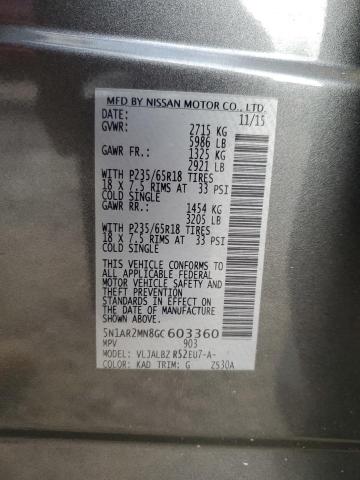 MFD BY NISSAN MOTOR CO., LTD.
DATE: 11/15
GVWR: 2715 KG
5986 LB
GAWR FR.: 1325 KG
2921 LB
WITH P235/65R18 TIRES
18 X 7.5 RIMS AT 33 PSI
COLD SINGLE
GAWR RR.: 1454 KG
3205 LB
WITH P235/65R18 TIRES
18 X 7.5 RIMS AT 33 PSI
COLD SINGLE
THIS VEHICLE CONFORMS TO
ALL APPLICABLE FEDERAL
MOTOR VEHICLE SAFETY AND
STANDARDS IN EFFECT ON
THE DATE OF MANUFACTURE
SHOWN ABOVE.
5N1AR2MN8GC603360
MPV 903
MODEL: VLJALBZ R52EU7-A-
COLOR: KAD TRIM: G Z530A